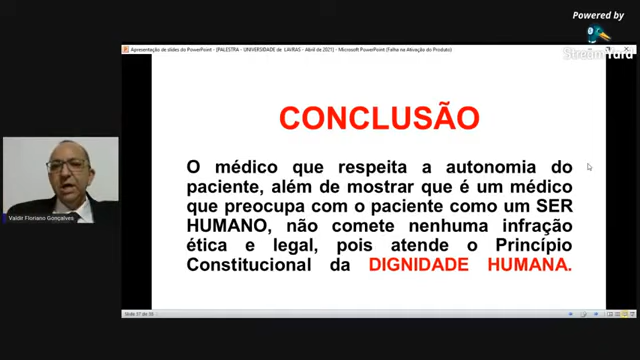 Powered by
StreamYard
Apresentação de slides do PowerPoint - [PALESTRA - UNIVERSIDADE de LAVRAS - Abril de 2021] - Microsoft PowerPoint (Falha na Ativação do Produto)
CONCLUSÃO
O médico que respeita a autonomia do
paciente, além de mostrar que é um médico
que preocupa com o paciente como um SER
HUMANO, não comete nenhuma infração
ética e legal, pois atende o Princípio
Constitucional da DIGNIDADE HUMANA.
Valdir Floriano Gonçalves